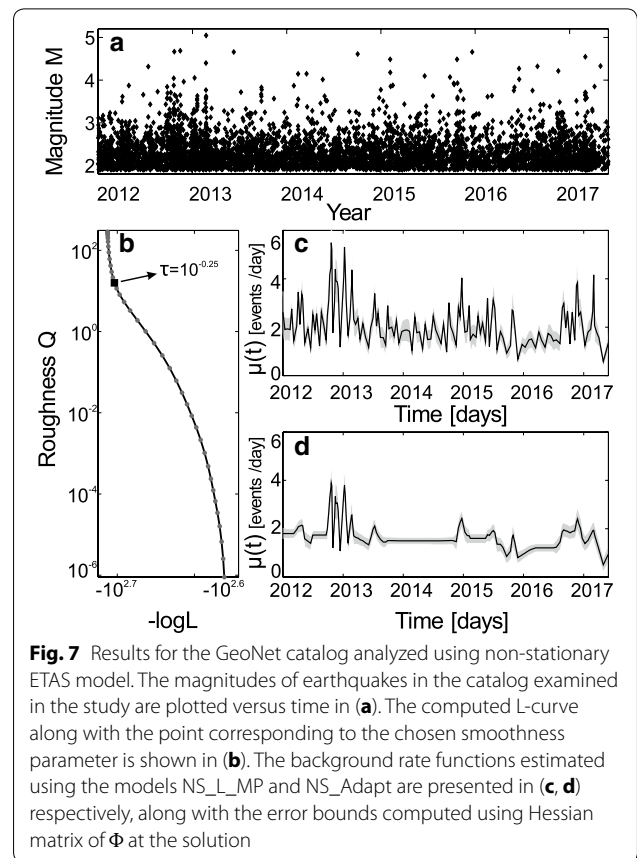 a
Magnitude M
5
4
3
2
2012 2013 2014 2015 2016 2017
Year
b
Roughness Q
10^2
10^0
10^-2
10^-4
10^-6
τ=10^-0.25
-10^2.7 -10^2.6
-logL
c
μ(t) [events /day]
6
4
2
0
2012 2013 2014 2015 2016 2017
Time [days]
d
μ(t) [events /day]
6
4
2
0
2012 2013 2014 2015 2016 2017
Time [days]
Fig. 7 Results for the GeoNet catalog analyzed using non-stationary
ETAS model. The magnitudes of earthquakes in the catalog examined
in the study are plotted versus time in (a). The computed L-curve
along with the point corresponding to the chosen smoothness
parameter is shown in (b). The background rate functions estimated
using the models NS_L_MP and NS_Adapt are presented in (c, d)
respectively, along with the error bounds computed using Hessian
matrix of Φ at the solution